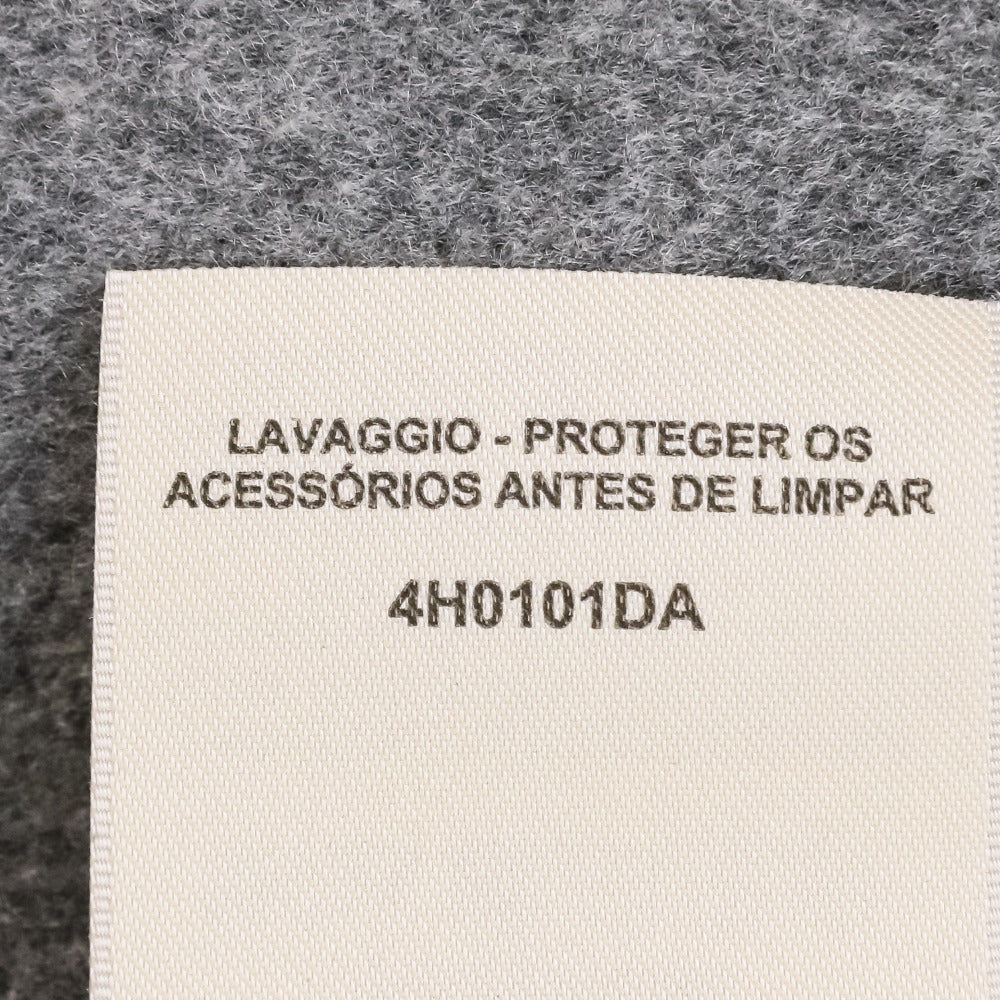 LAVAGGIO - PROTEGER OS
ACESSÓRIOS ANTES DE LIMPAR
4H0101DA